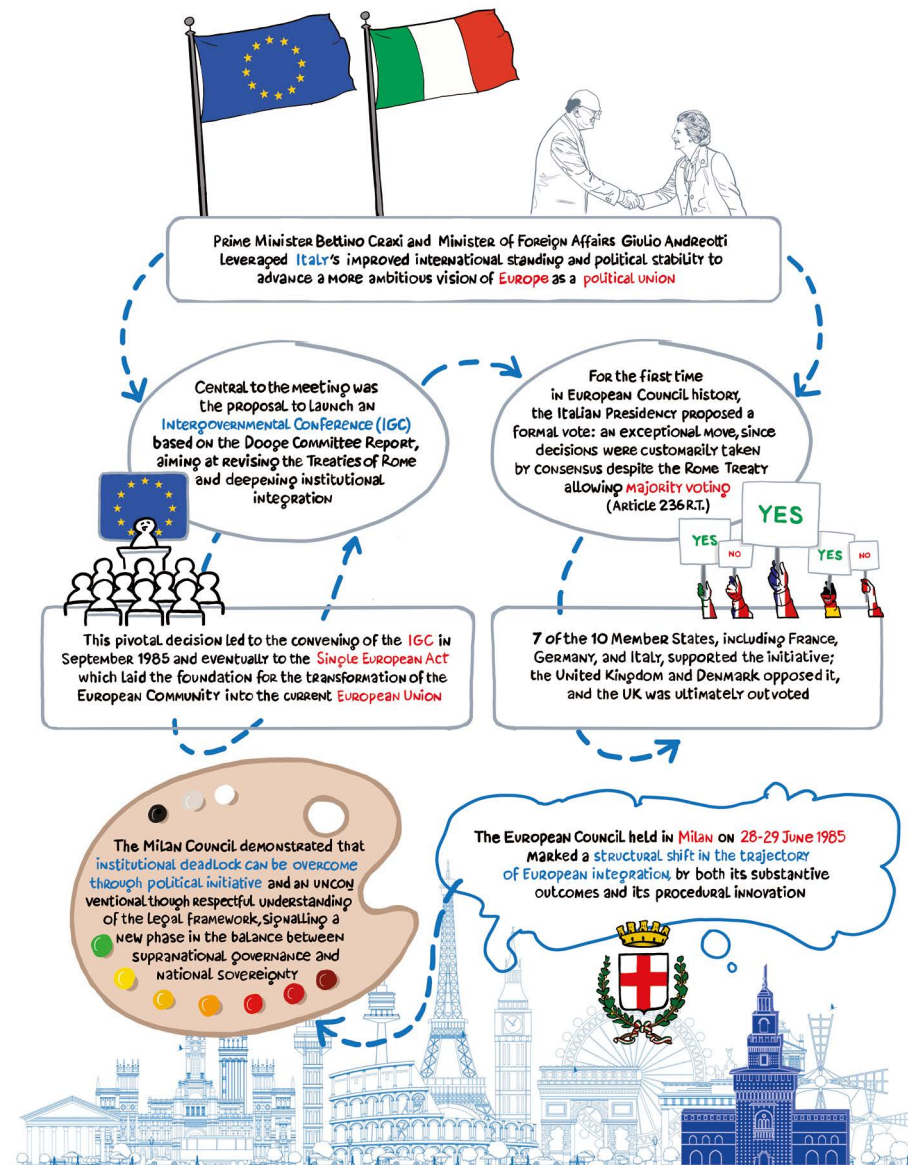 Prime Minister Bettino Craxi and Minister of Foreign Affairs Giulio Andreotti
leveraged Italy's improved international standing and political stability to
advance a more ambitious vision of Europe as a political union
Central to the meeting was
the proposal to launch an
Intergovernmental Conference (IGC)
based on the Dooge Committee Report,
aiming at revising the Treaties of Rome
and deepening institutional
integration
For the first time
in European Council history,
the Italian Presidency proposed a
formal vote: an exceptional move, since
decisions were customarily taken
by consensus despite the Rome Treaty
allowing majority voting
(Article 236 R.T.)
YES
NO
YES
YES
NO
This pivotal decision led to the convening of the IGC in
September 1985 and eventually to the Single European Act
which laid the foundation for the transformation of the
European Community into the current European Union
7 of the 10 Member States, including France,
Germany, and Italy, supported the initiative;
the United Kingdom and Denmark opposed it,
and the UK was ultimately outvoted
The Milan Council demonstrated that
institutional deadlock can be overcome
through political initiative and an uncon
ventional though respectful understanding
of the legal framework, signalling a
new phase in the balance between
supranational governance and
national sovereignty
The European Council held in Milan on 28-29 June 1985
marked a structural shift in the trajectory
of European integration, by both its substantive
outcomes and its procedural innovation